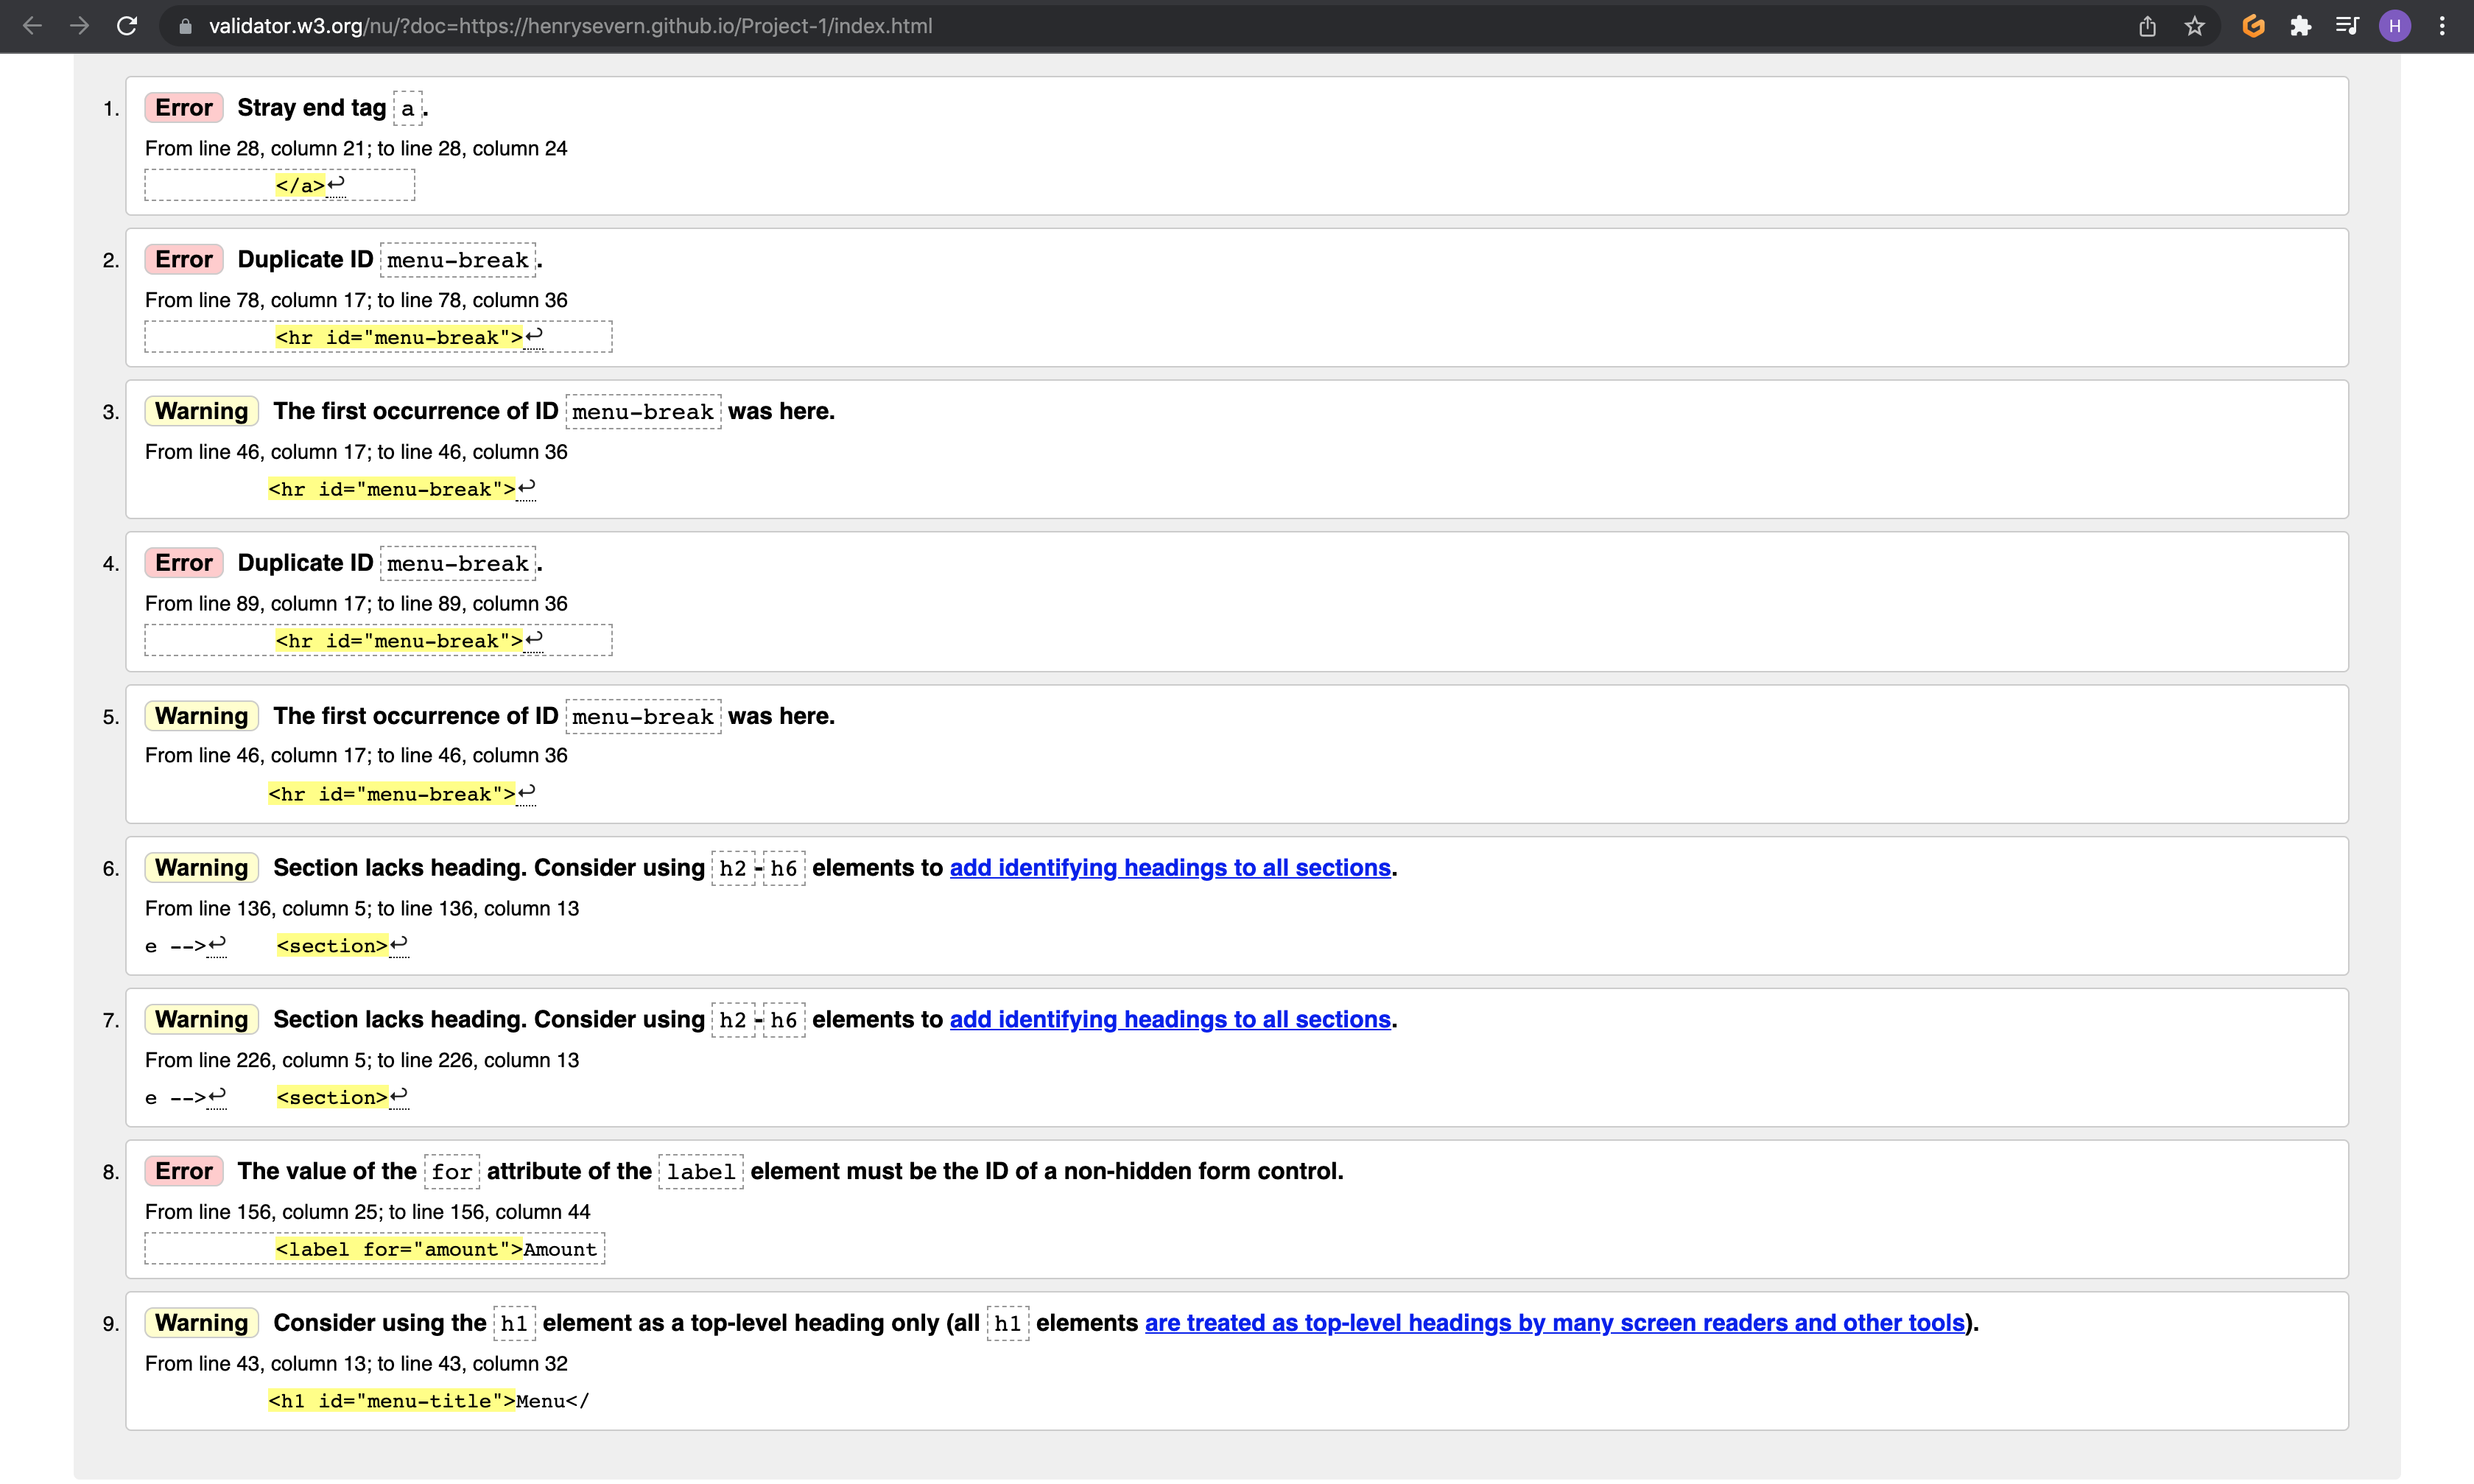 validator.w3.org/nu/?doc=https://henrysevern.github.io/Project-1/index.html
H
1. Error Stray end tag a.
From line 28, column 21; to line 28, column 24
</a>↩
2. Error Duplicate ID menu-break.
From line 78, column 17; to line 78, column 36
<hr id="menu-break">↩
3. Warning The first occurrence of ID menu-break was here.
From line 46, column 17; to line 46, column 36
<hr id="menu-break">↩
4. Error Duplicate ID menu-break.
From line 89, column 17; to line 89, column 36
<hr id="menu-break">↩
5. Warning The first occurrence of ID menu-break was here.
From line 46, column 17; to line 46, column 36
<hr id="menu-break">↩
6. Warning Section lacks heading. Consider using h2-h6 elements to add identifying headings to all sections.
From line 136, column 5; to line 136, column 13
e -->↩ <section>↩
7. Warning Section lacks heading. Consider using h2-h6 elements to add identifying headings to all sections.
From line 226, column 5; to line 226, column 13
e -->↩ <section>↩
8. Error The value of the for attribute of the label element must be the ID of a non-hidden form control.
From line 156, column 25; to line 156, column 44
<label for="amount">Amount
9. Warning Consider using the h1 element as a top-level heading only (all h1 elements are treated as top-level headings by many screen readers and other tools).
From line 43, column 13; to line 43, column 32
<h1 id="menu-title">Menu</